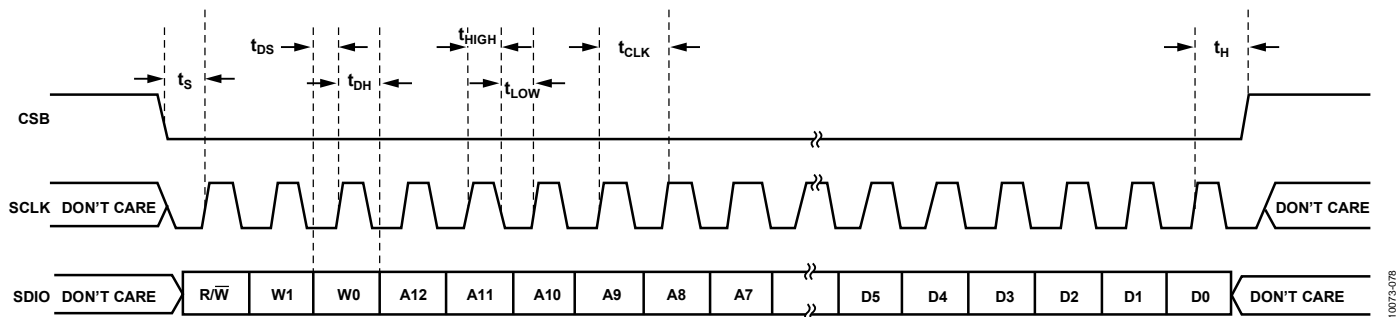 tDS tHIGH tCLK tH
tS tDH tLOW
CSB
SCLK DON'T CARE DON'T CARE
SDIO DON'T CARE R/W̅ W1 W0 A12 A11 A10 A9 A8 A7 D5 D4 D3 D2 D1 D0 DON'T CARE
10073-078